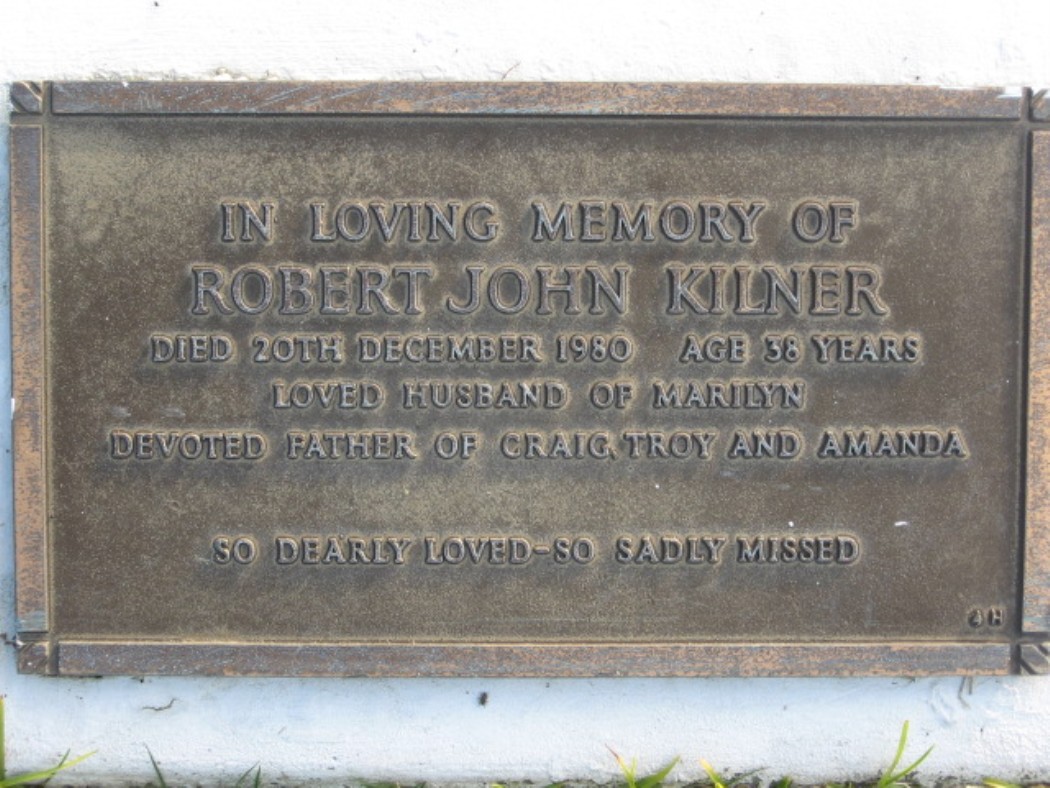 IN LOVING MEMORY OF
ROBERT JOHN KILNER
DIED 20TH DECEMBER 1980 AGE 38 YEARS
LOVED HUSBAND OF MARILYN
DEVOTED FATHER OF CRAIG, TROY AND AMANDA
SO DEARLY LOVED-SO SADLY MISSED
4 H